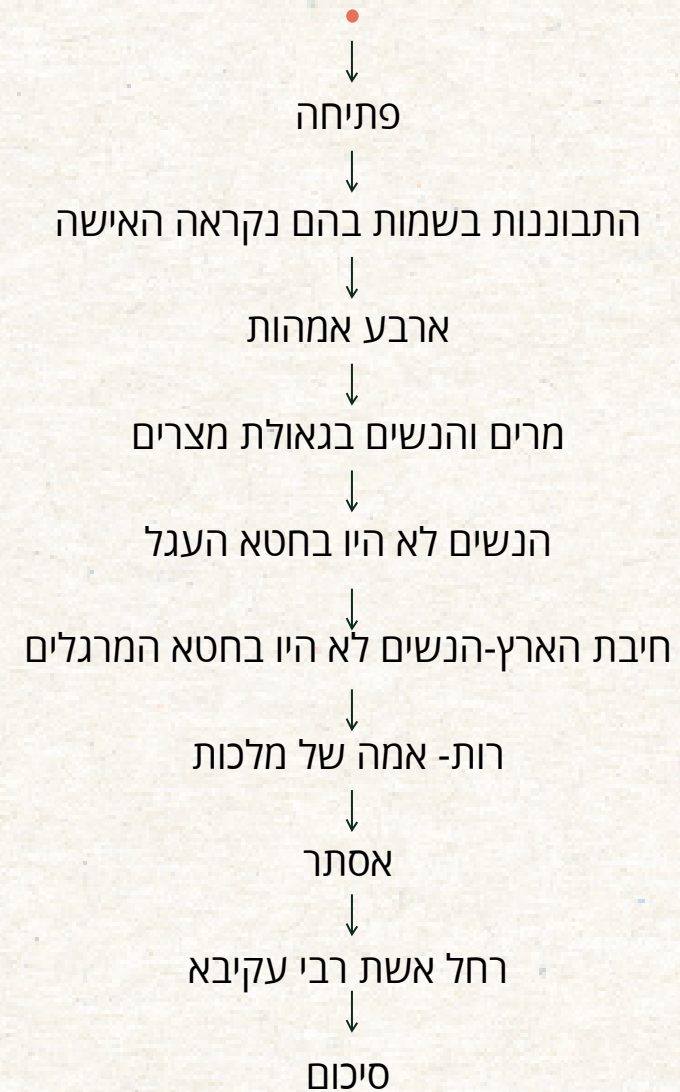 פתיחה
התבוננות בשמות בהם נקראה האישה
ארבע אמהות
מרים והנשים בגאולת מצרים
הנשים לא היו בחטא העגל
חיבת הארץ-הנשים לא היו בחטא המרגלים
רות- אמה של מלכות
אסתר
רחל אשת רבי עקיבא
סיכום